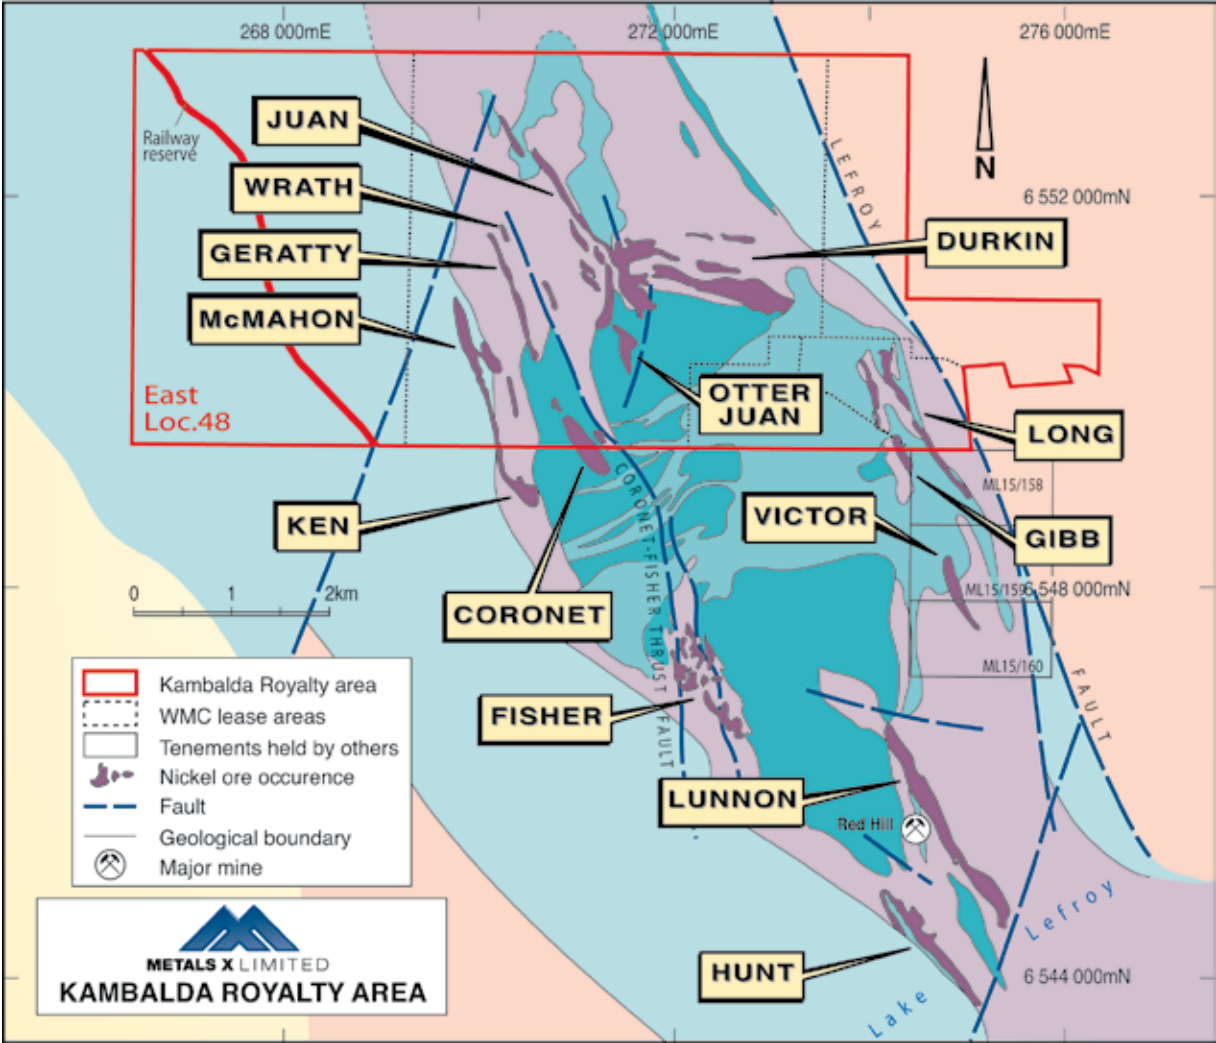 268 000mE
272 000mE
276 000mE
JUAN
Railway
reserve
LEFROY
N
WRATH
6 552 000mN
GERATTY
DURKIN
McMAHON
East
Loc.48
OTTER
JUAN
LONG
ML15/158
KEN
VICTOR
GIBB
CORONET-FISHER THRUST FAULT
0 1 2km
CORONET
ML15/159
6 548 000mN
ML15/160
FAULT
FISHER
Kambalda Royalty area
WMC lease areas
Tenements held by others
Nickel ore occurence
Fault
Geological boundary
Major mine
LUNNON
Red Hill
Lake Lefroy
HUNT
6 544 000mN
METALS X LIMITED
KAMBALDA ROYALTY AREA